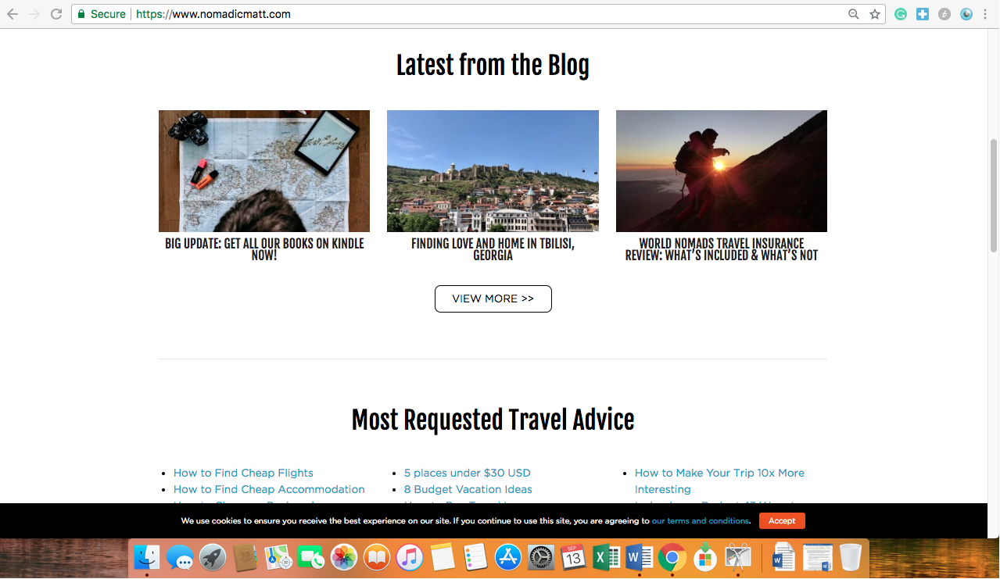 Secure
https://www.nomadicmatt.com
Latest from the Blog
BIG UPDATE: GET ALL OUR BOOKS ON KINDLE
NOW!
FINDING LOVE AND HOME IN TBILISI,
GEORGIA
WORLD NOMADS TRAVEL INSURANCE
REVIEW: WHAT'S INCLUDED & WHAT'S NOT
VIEW MORE >>
Most Requested Travel Advice
How to Find Cheap Flights
How to Find Cheap Accommodation
5 places under $30 USD
8 Budget Vacation Ideas
How to Make Your Trip 10x More
Interesting
We use cookies to ensure you receive the best experience on our site. If you continue to use this site, you are agreeing to our terms and conditions.
Accept
SEP
13